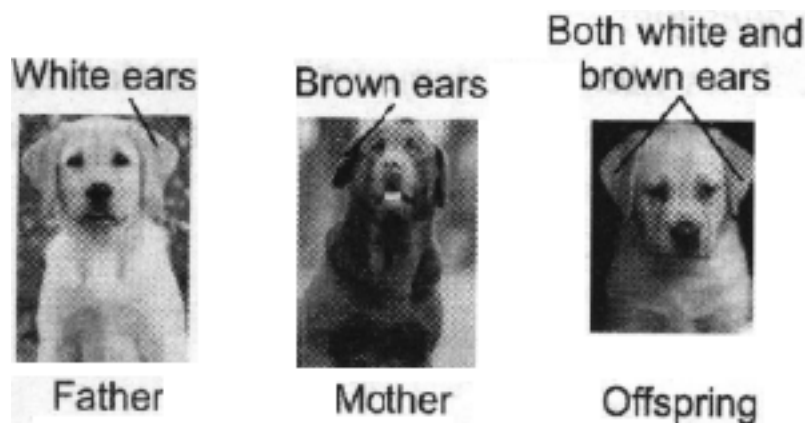 White ears
Brown ears
Both white and
brown ears
Father
Mother
Offspring